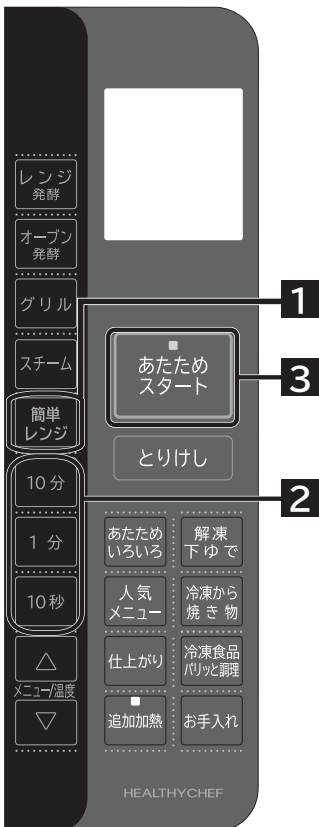 レンジ
発酵
オーブン
発酵
グリル
スチーム
簡単
レンジ
10分
1分
10秒
△
メニュー/温度
▽
1
2
3
あたため
スタート
とりけし
あたため
いろいろ
解凍
下ゆで
人気
メニュー
冷凍から
焼き物
仕上がり
冷凍食品
パリッと調理
追加加熱
お手入れ
HEALTHYCHEF